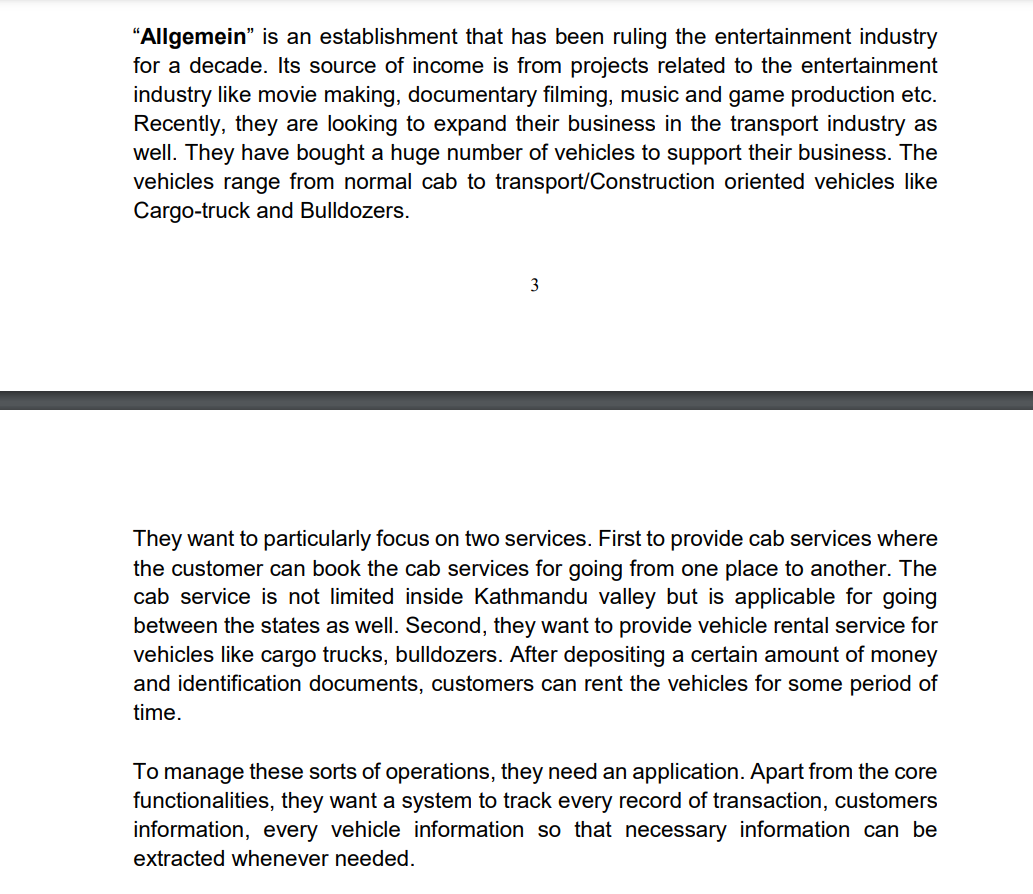 “Allgemein” is an establishment that has been ruling the entertainment industry
for a decade. Its source of income is from projects related to the entertainment
industry like movie making, documentary filming, music and game production etc.
Recently, they are looking to expand their business in the transport industry as
well. They have bought a huge number of vehicles to support their business. The
vehicles range from normal cab to transport/Construction oriented vehicles like
Cargo-truck and Bulldozers.
3
They want to particularly focus on two services. First to provide cab services where
the customer can book the cab services for going from one place to another. The
cab service is not limited inside Kathmandu valley but is applicable for going
between the states as well. Second, they want to provide vehicle rental service for
vehicles like cargo trucks, bulldozers. After depositing a certain amount of money
and identification documents, customers can rent the vehicles for some period of
time.
To manage these sorts of operations, they need an application. Apart from the core
functionalities, they want a system to track every record of transaction, customers
information, every vehicle information so that necessary information can be
extracted whenever needed.